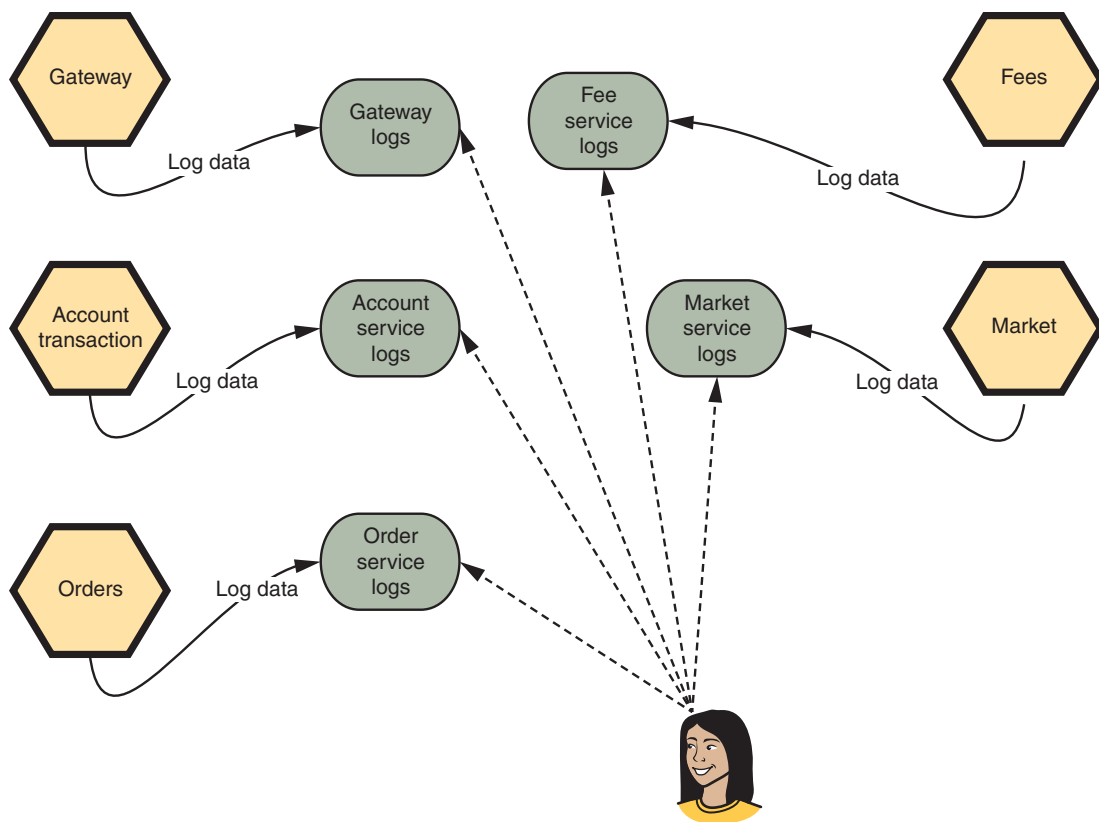 Gateway
Gateway
logs
Log data
Fee
service
logs
Fees
Log data
Account
transaction
Account
service
logs
Log data
Market
service
logs
Market
Log data
Orders
Order
service
logs
Log data